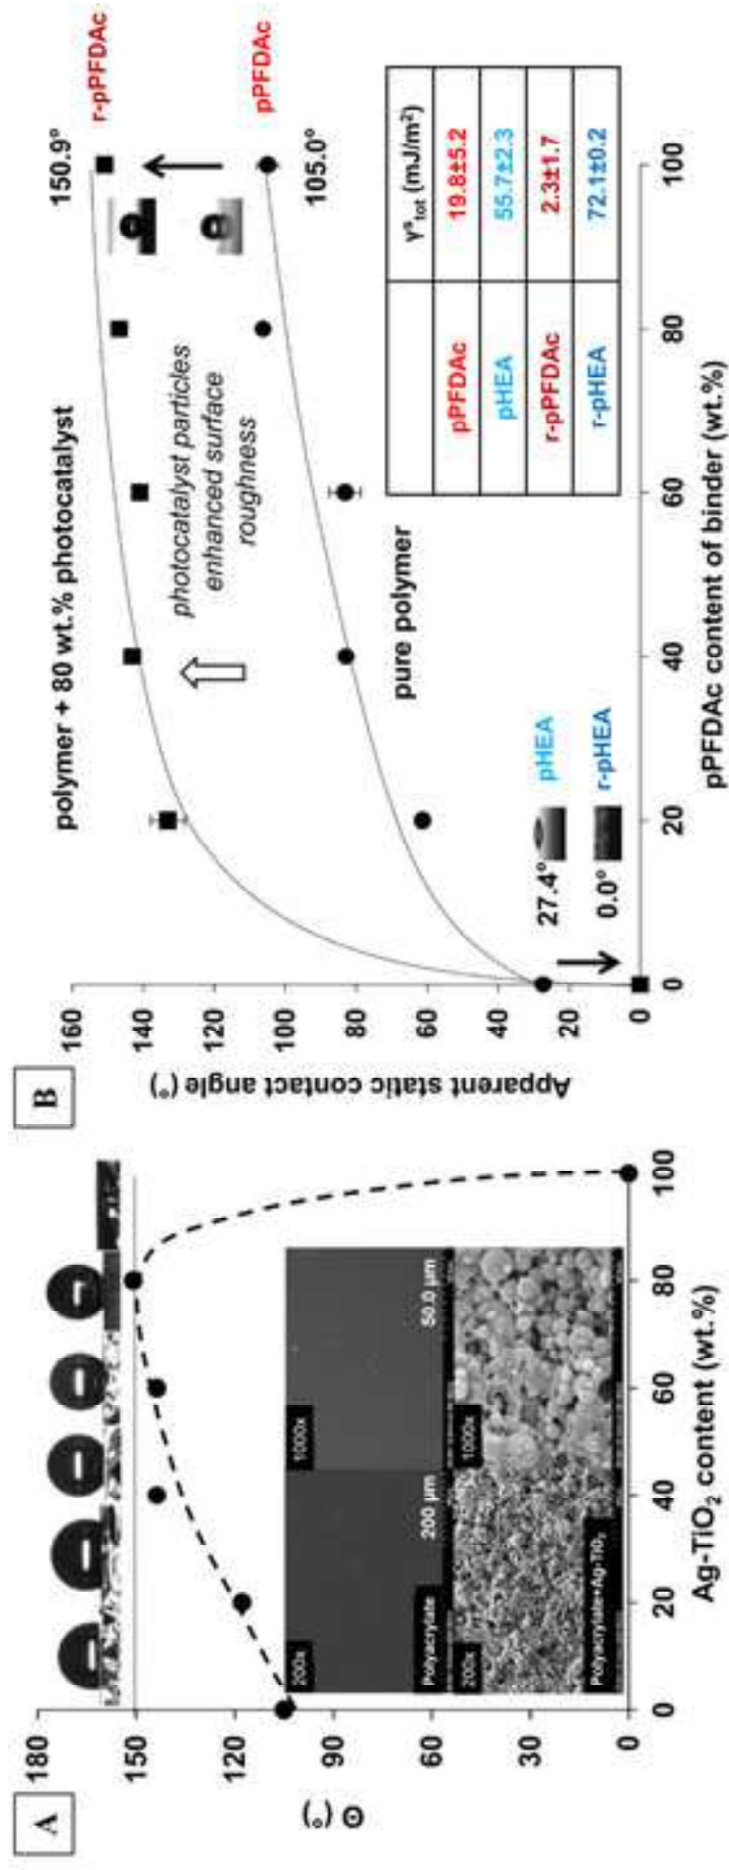 A
180
150
120
90
60
30
0
Θ (°)
200x
1000x
Polyacrylate
200 µm
50.0 µm
200x
1000x
Polyacrylate+Ag-TiO₂
0 20 40 60 80 100
Ag-TiO₂ content (wt.%)
B
polymer + 80 wt.% photocatalyst
150.9°
r-pPFDAc
160
140
120
100
80
60
40
20
0
Apparent static contact angle (°)
photocatalyst particles
enhanced surface
roughness
pPFDAc
105.0°
pure polymer
27.4°
pHEA
0.0°
r-pHEA
γˢtot (mJ/m²)
pPFDAc 19.8±5.2
pHEA 55.7±2.3
r-pPFDAc 2.3±1.7
r-pHEA 72.1±0.2
0 20 40 60 80 100
pPFDAc content of binder (wt.%)